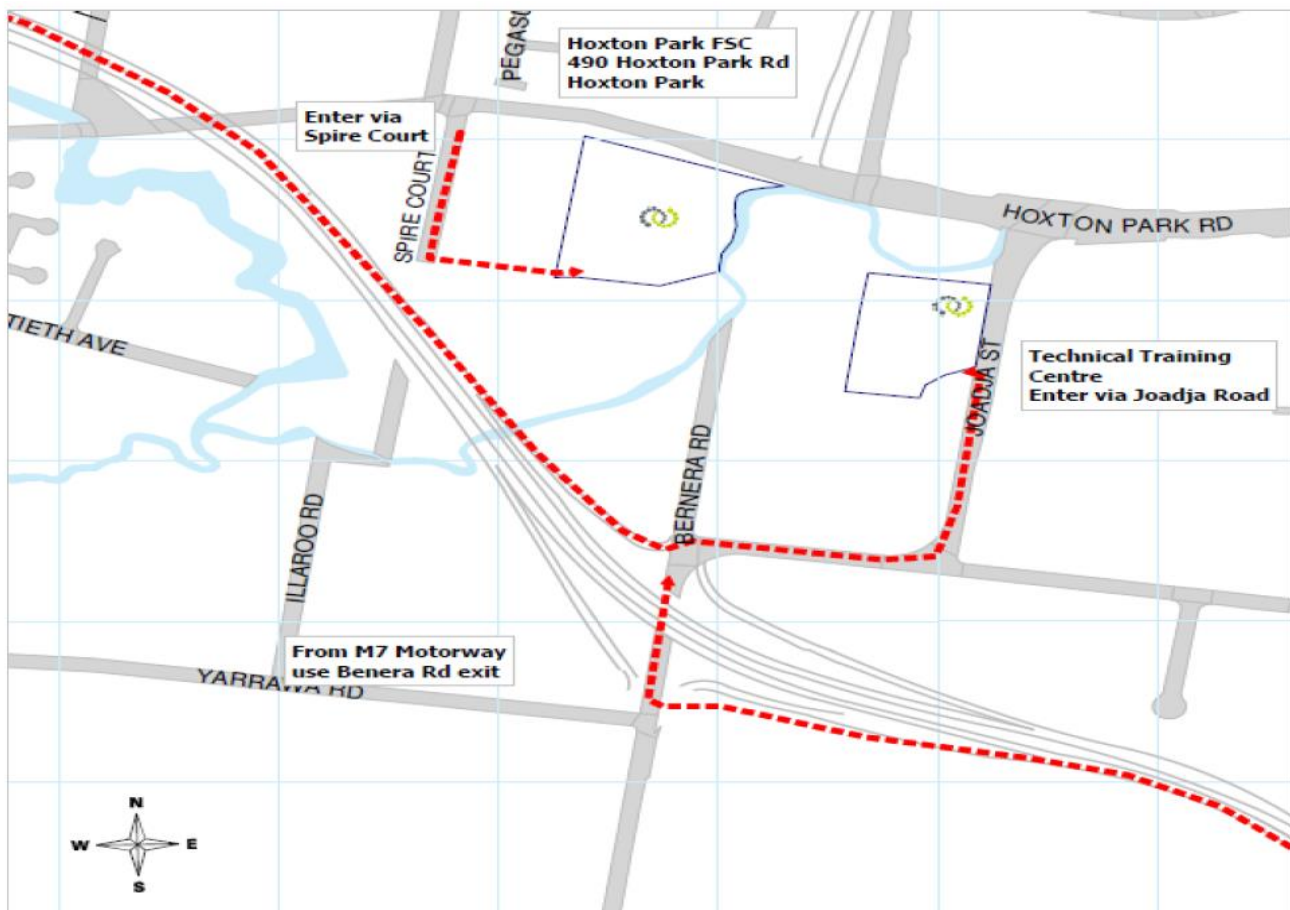 PEGASU
Hoxton Park FSC
490 Hoxton Park Rd
Hoxton Park
Enter via
Spire Court
SPIRE COURT
HOXTON PARK RD
TIETH AVE
Technical Training
Centre
Enter via Joadja Road
JOADJA ST
BERNERA RD
ILLAROO RD
From M7 Motorway
use Benera Rd exit
YARRAWA RD
N
W E
S